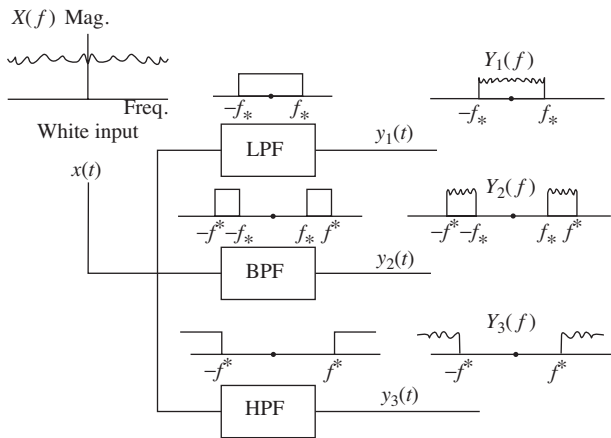 X(f) Mag.
Freq.
White input
x(t)
−f* f*
LPF
y₁(t)
Y₁(f)
−f* f*
−f* −f* f* f*
BPF
y₂(t)
Y₂(f)
−f* −f* f* f*
−f* f*
HPF
y₃(t)
Y₃(f)
−f* f*